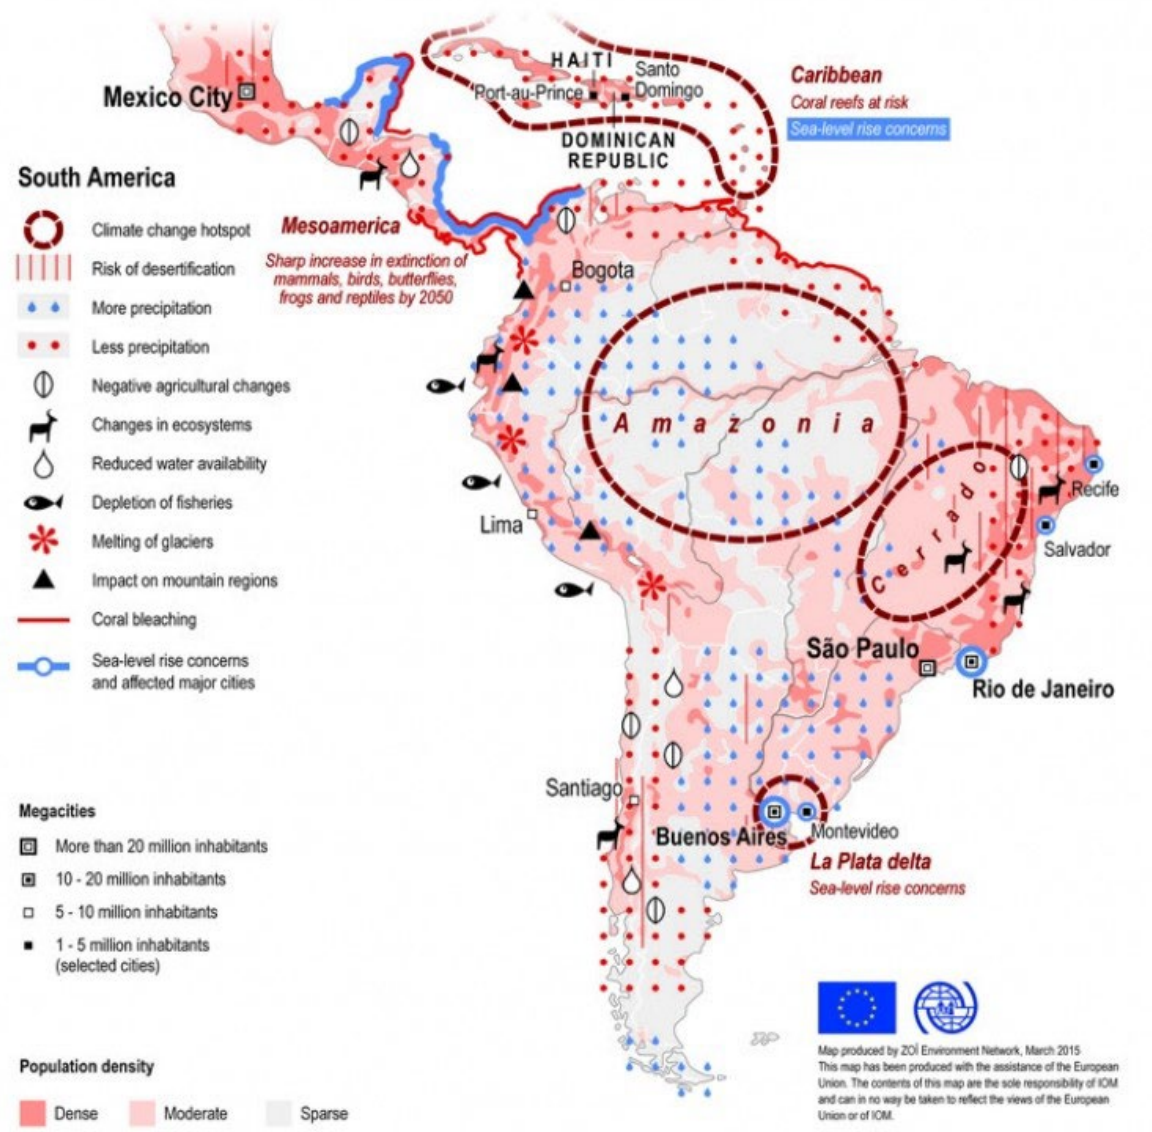 HAITI
Santo
Domingo
Port-au-Prince
Mexico City
DOMINICAN
REPUBLIC
Caribbean
Coral reefs at risk
Sea-level rise concerns
South America
Climate change hotspot
Risk of desertification
More precipitation
Less precipitation
Negative agricultural changes
Changes in ecosystems
Reduced water availability
Depletion of fisheries
Melting of glaciers
Impact on mountain regions
Coral bleaching
Sea-level rise concerns
and affected major cities
Mesoamerica
Sharp increase in extinction of
mammals, birds, butterflies,
frogs and reptiles by 2050
Bogota
Amazonia
Cerrado
Lima
Recife
Salvador
São Paulo
Rio de Janeiro
Santiago
Buenos Aires
Montevideo
La Plata delta
Sea-level rise concerns
Megacities
More than 20 million inhabitants
10 - 20 million inhabitants
5 - 10 million inhabitants
1 - 5 million inhabitants
(selected cities)
Population density
Dense
Moderate
Sparse
Map produced by ZOÏ Environment Network, March 2015
This map has been produced with the assistance of the European
Union. The contents of this map are the sole responsibility of IOM
and can in no way be taken to reflect the views of the European
Union or of IOM.